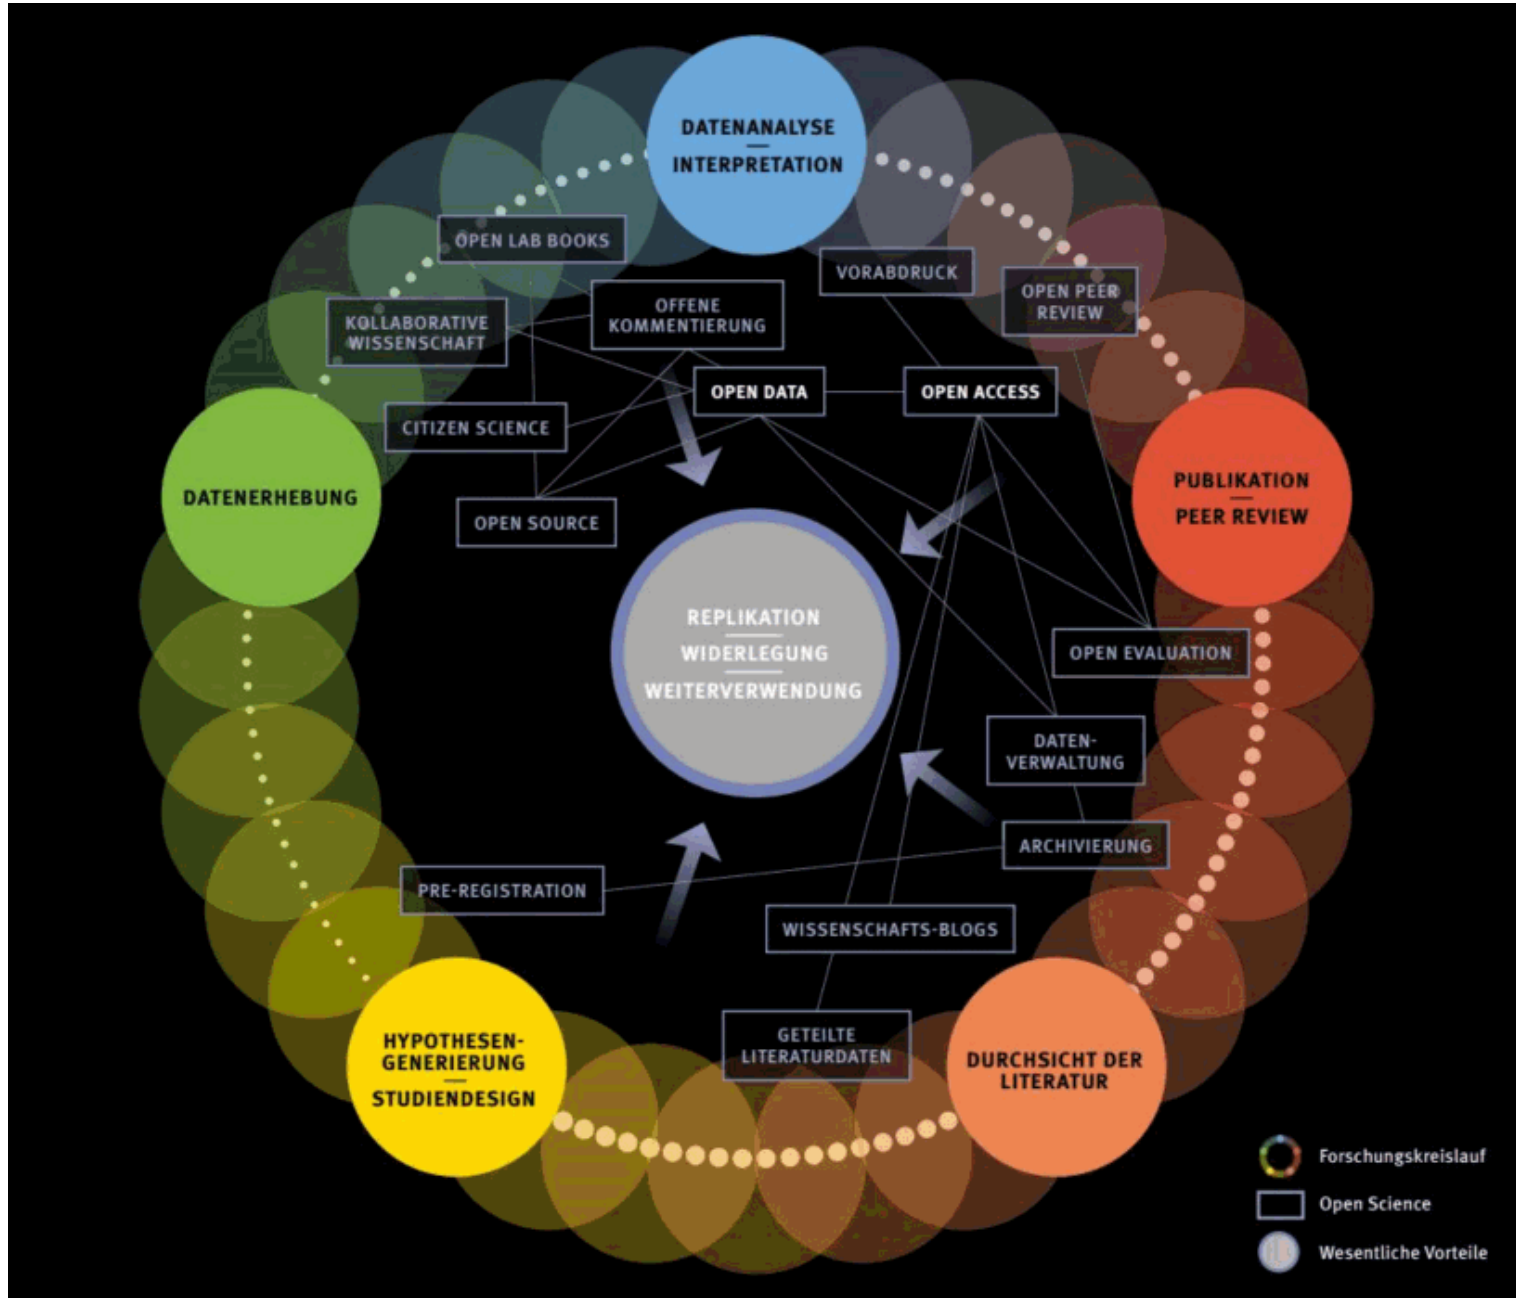 DATENANALYSE
INTERPRETATION
OPEN LAB BOOKS
VORABDRUCK
OPEN PEER
REVIEW
OFFENE
KOMMENTIERUNG
KOLLABORATIVE
WISSENSCHAFT
OPEN DATA
OPEN ACCESS
CITIZEN SCIENCE
DATENERHEBUNG
PUBLIKATION
PEER REVIEW
OPEN SOURCE
REPLIKATION
WIDERLEGUNG
WEITERVERWENDUNG
OPEN EVALUATION
DATEN-
VERWALTUNG
ARCHIVIERUNG
PRE-REGISTRATION
WISSENSCHAFTS-BLOGS
GETEILTE
LITERATURDATEN
HYPOTHESEN-
GENERIERUNG
STUDIENDESIGN
DURCHSICHT DER
LITERATUR
Forschungskreislauf
Open Science
Wesentliche Vorteile